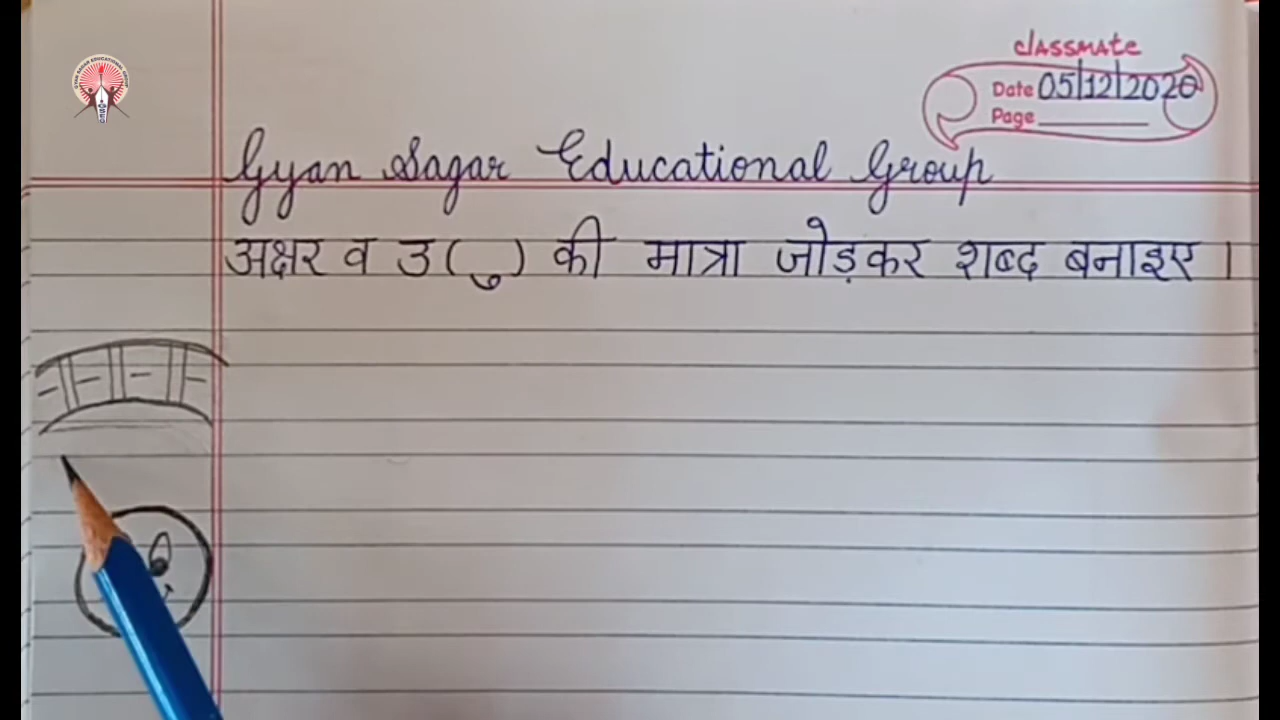 classmate
Date 05/12/2020
Page
Gyan Sagar Educational Group
अक्षर व उ ( ु ) की मात्रा जोड़कर शब्द बनाइए ।